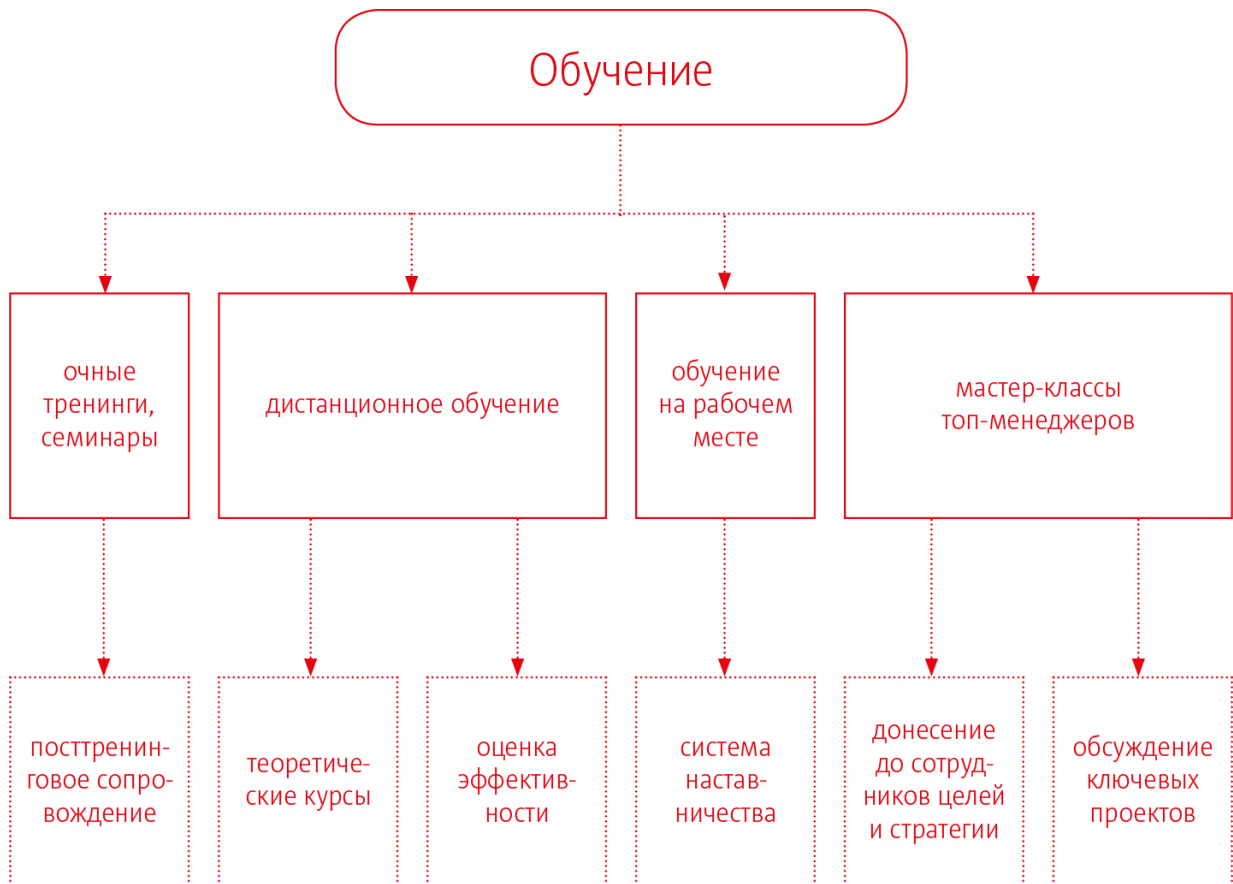 Обучение
очные
тренинги,
семинары
дистанционное обучение
обучение
на рабочем
месте
мастер-классы
топ-менеджеров
посттренин-
говое сопро-
вождение
теоретиче-
ские курсы
оценка
эффектив-
ности
система
настав-
ничества
донесение
до сотруд-
ников целей
и стратегии
обсуждение
ключевых
проектов